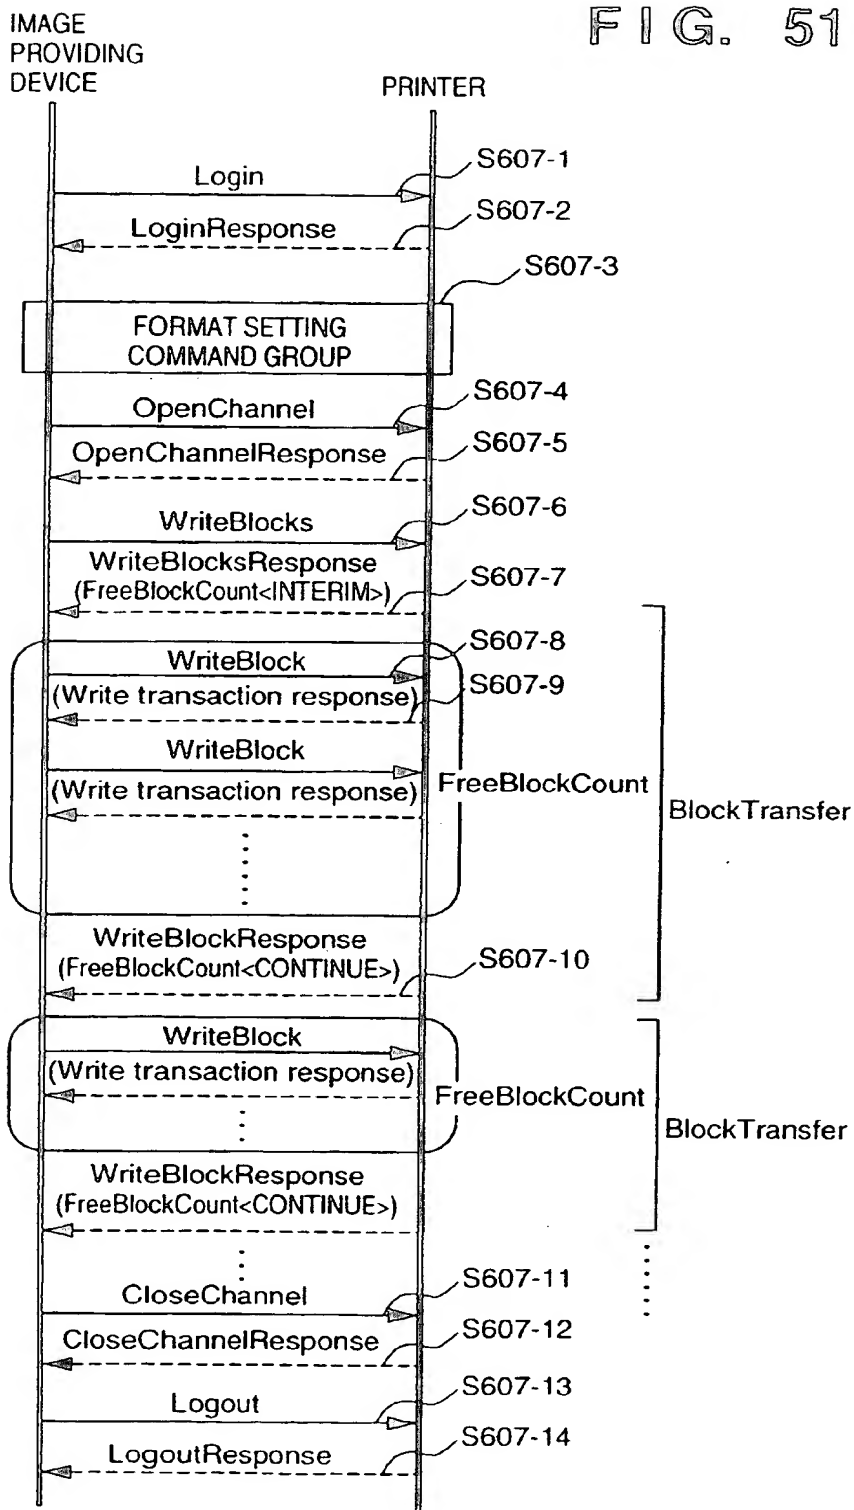 FIG. 51
IMAGE
PROVIDING
DEVICE
PRINTER
Login
S607-1
LoginResponse
S607-2
S607-3
FORMAT SETTING
COMMAND GROUP
OpenChannel
S607-4
OpenChannelResponse
S607-5
WriteBlocks
S607-6
WriteBlocksResponse
(FreeBlockCount<INTERIM>)
S607-7
WriteBlock
S607-8
(Write transaction response)
S607-9
WriteBlock
(Write transaction response)
FreeBlockCount
BlockTransfer
WriteBlockResponse
(FreeBlockCount<CONTINUE>)
S607-10
WriteBlock
(Write transaction response)
FreeBlockCount
BlockTransfer
WriteBlockResponse
(FreeBlockCount<CONTINUE>)
CloseChannel
S607-11
CloseChannelResponse
S607-12
Logout
S607-13
LogoutResponse
S607-14